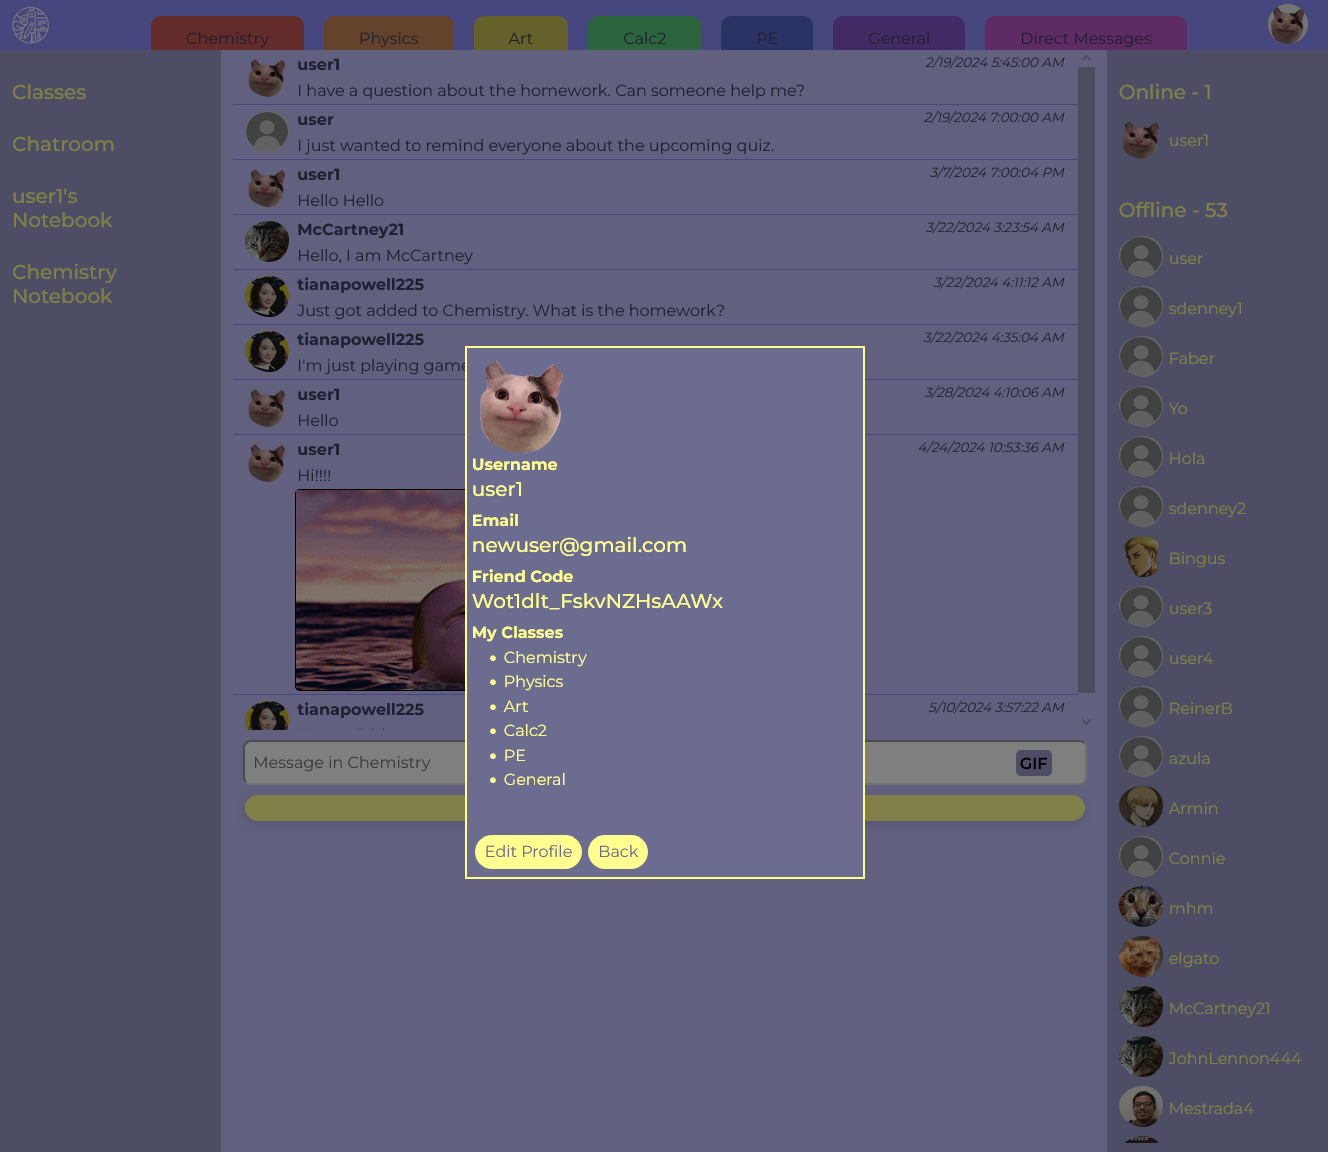 Chemistry
Physics
Art
Calc2
PE
General
Direct Messages
Classes
Chatroom
user1's
Notebook
Chemistry
Notebook
user1
2/19/2024 5:45:00 AM
I have a question about the homework. Can someone help me?
user
2/19/2024 7:00:00 AM
I just wanted to remind everyone about the upcoming quiz.
user1
3/7/2024 7:00:04 PM
Hello Hello
McCartney21
3/22/2024 3:23:54 AM
Hello, I am McCartney
tianapowell225
3/22/2024 4:11:12 AM
Just got added to Chemistry. What is the homework?
tianapowell225
3/22/2024 4:35:04 AM
I'm just playing game
user1
3/28/2024 4:10:06 AM
Hello
user1
4/24/2024 10:53:36 AM
Hi!!!!
tianapowell225
5/10/2024 3:57:22 AM
Message in Chemistry
GIF
Username
user1
Email
newuser@gmail.com
Friend Code
Wot1dlt_FskvNZHsAAWx
My Classes
• Chemistry
• Physics
• Art
• Calc2
• PE
• General
Edit Profile
Back
Online - 1
user1
Offline - 53
user
sdenney1
Faber
Yo
Hola
sdenney2
Bingus
user3
user4
ReinerB
azula
Armin
Connie
mhm
elgato
McCartney21
JohnLennon444
Mestrada4